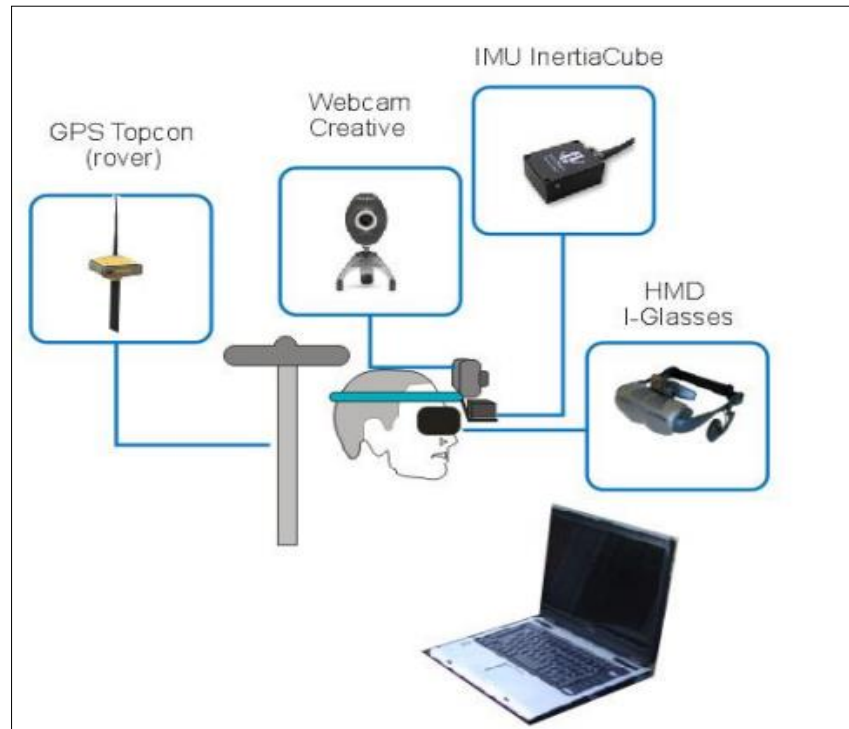 IMU InertiaCube
Webcam
Creative
GPS Topcon
(rover)
HMD
I-Glasses